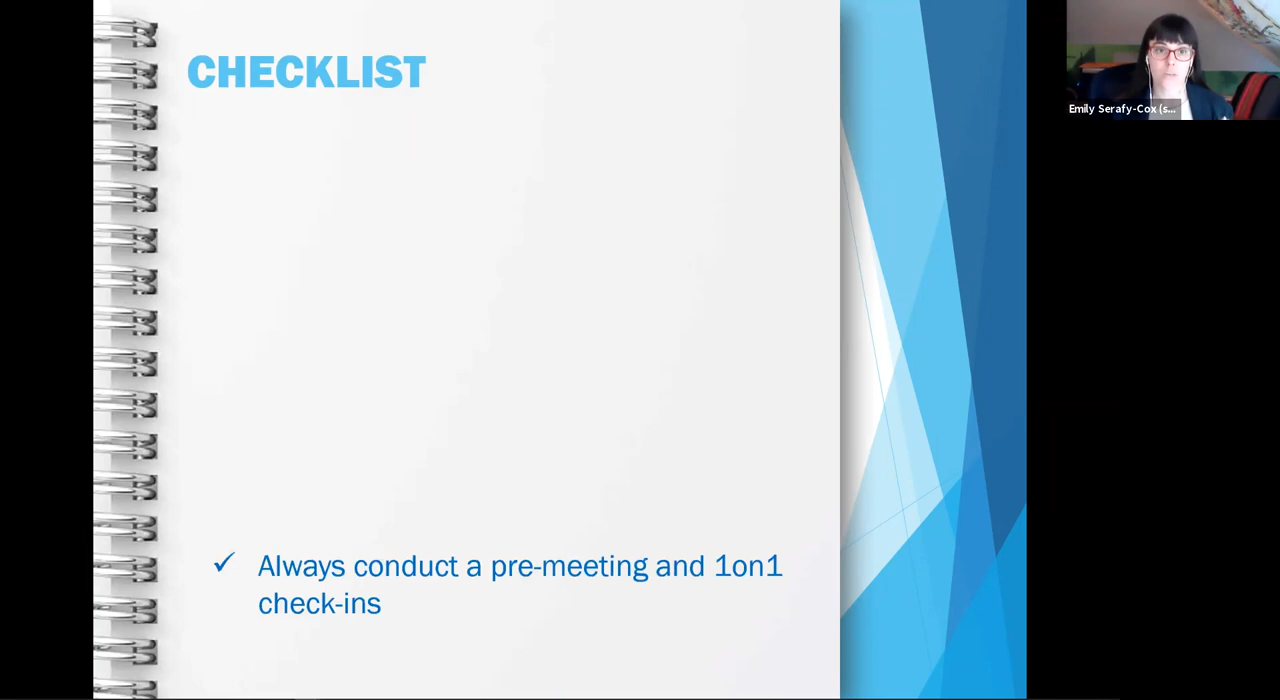 CHECKLIST
Emily Serafy-Cox (s...
✓ Always conduct a pre-meeting and 1on1
check-ins